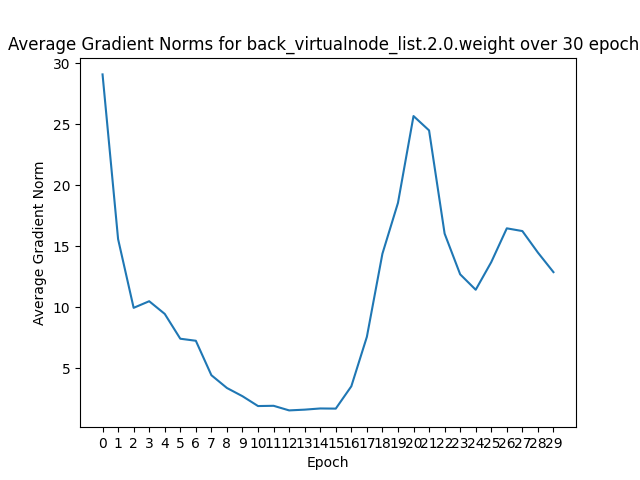 Average Gradient Norms for back_virtualnode_list.2.0.weight over 30 epoch
30
25
20
15
10
5
Average Gradient Norm
0 1 2 3 4 5 6 7 8 9 10 11 12 13 14 15 16 17 18 19 20 21 22 23 24 25 26 27 28 29
Epoch